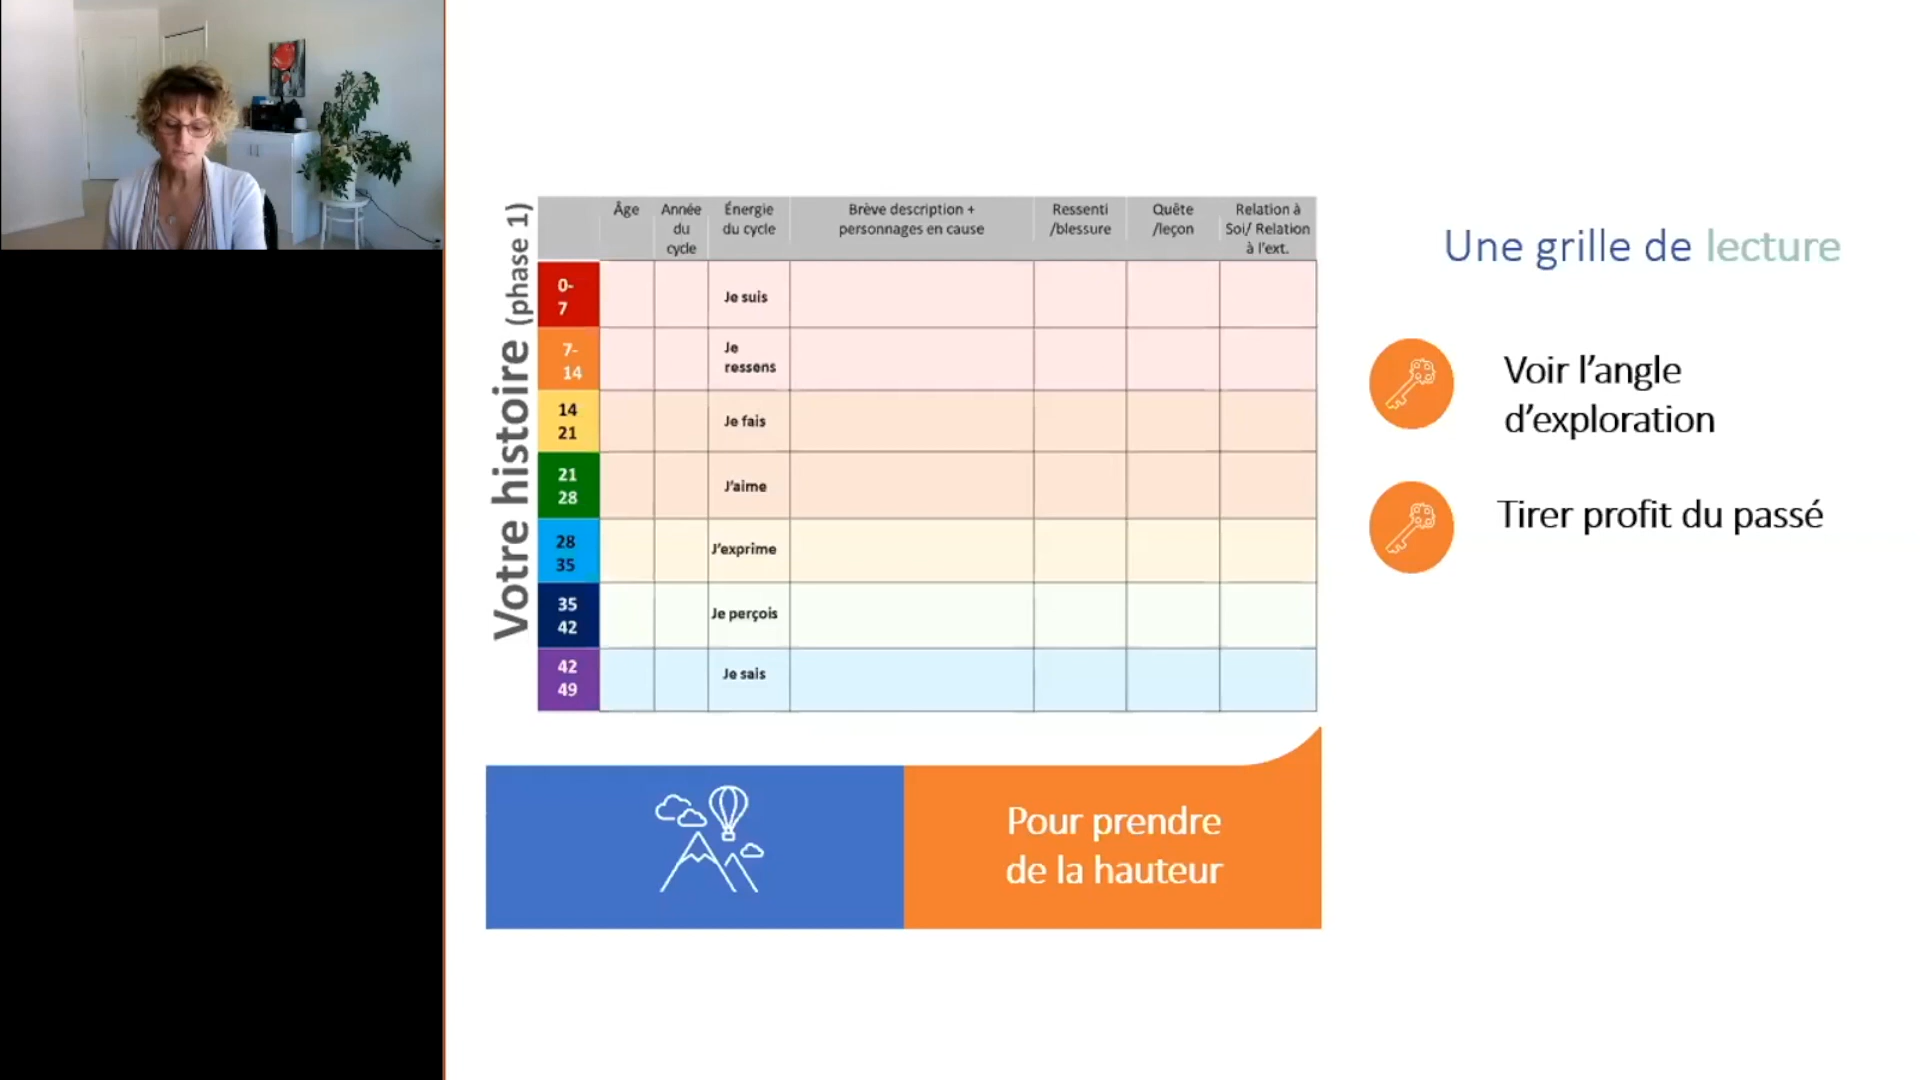 Votre histoire (phase 1)
Âge
Année
du
cycle
Énergie
du cycle
Brève description +
personnages en cause
Ressenti
/blessure
Quête
/leçon
Relation à
Soi/ Relation
à l'ext.
0-
7
Je suis
7-
14
Je
ressens
14
21
Je fais
21
28
J'aime
28
35
J'exprime
35
42
Je perçois
42
49
Je sais
Pour prendre
de la hauteur
Une grille de lecture
Voir l'angle
d'exploration
Tirer profit du passé